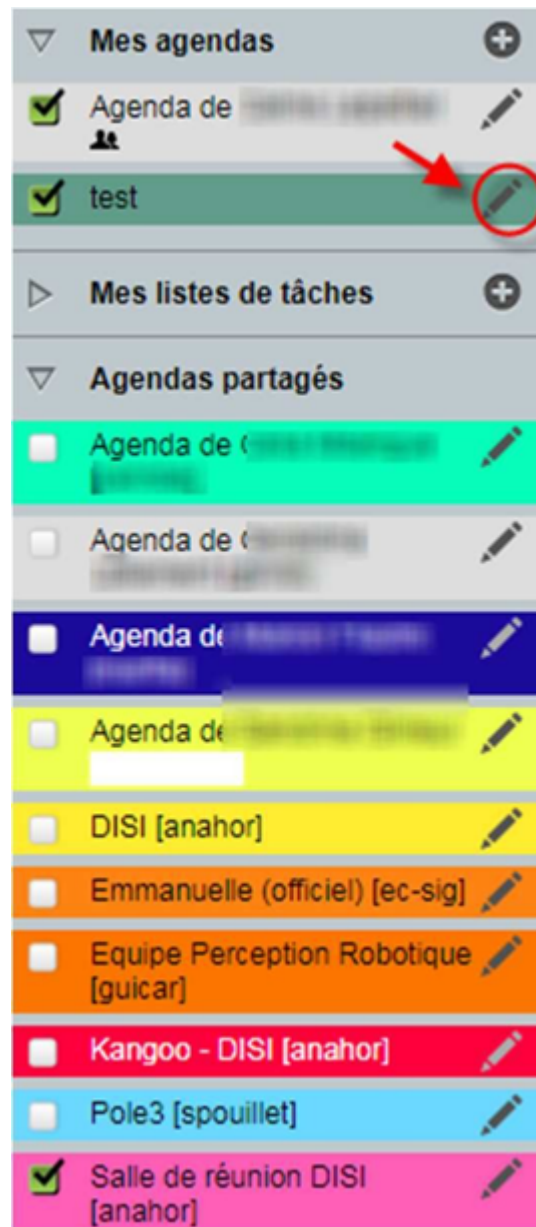 Mes agendas
Agenda de
test
Mes listes de tâches
Agendas partagés
Agenda de
Agenda de
Agenda de
Agenda de
DISI [anahor]
Emmanuelle (officiel) [ec-sig]
Equipe Perception Robotique
[guicar]
Kangoo - DISI [anahor]
Pole3 [spouillet]
Salle de réunion DISI
[anahor]